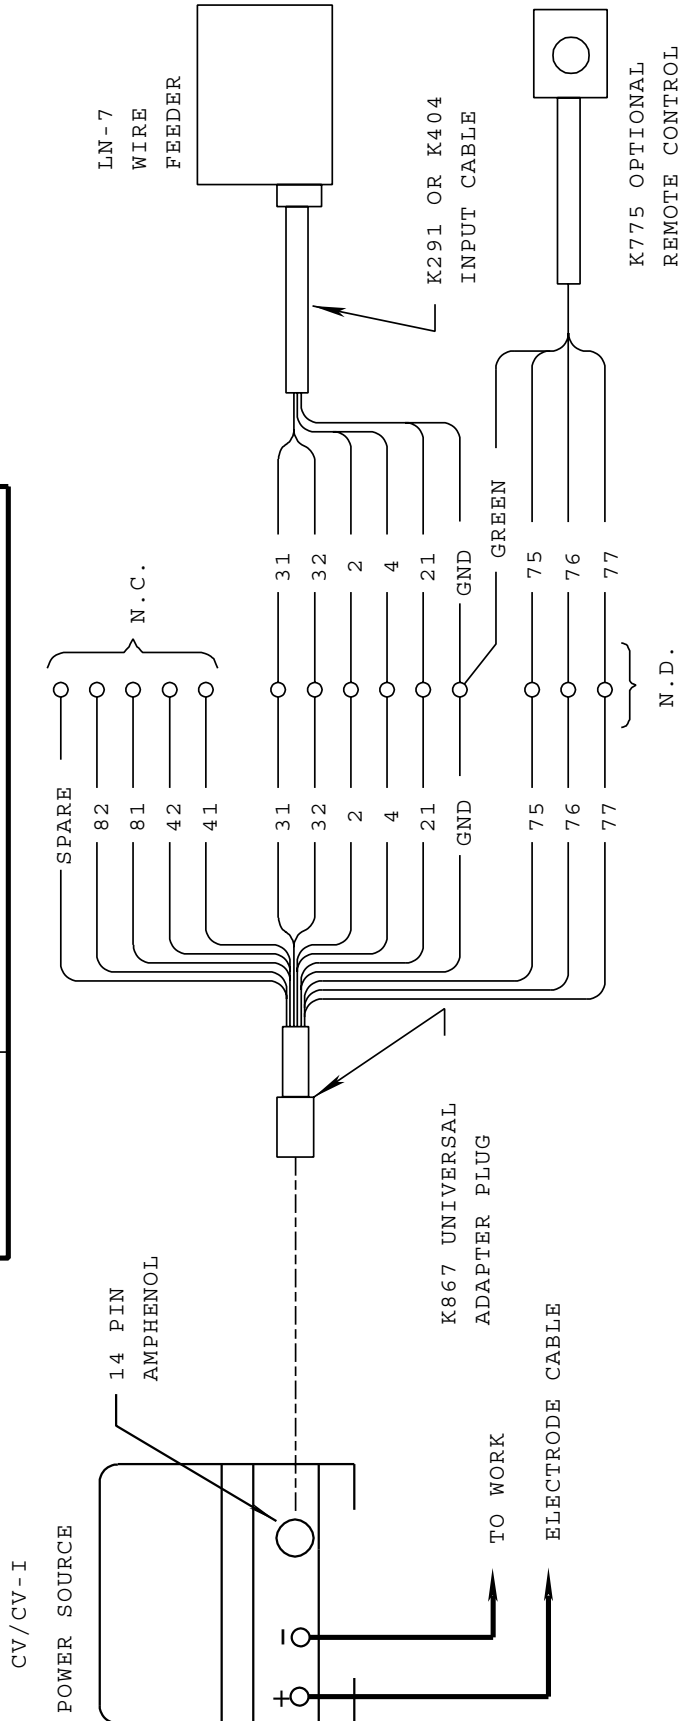 CV/CV-I
POWER SOURCE
+
-
14 PIN
AMPHENOL
TO WORK
ELECTRODE CABLE
K867 UNIVERSAL
ADAPTER PLUG
SPARE
82
81
42
41
31
32
2
4
21
GND
75
76
77
N.C.
N.D.
31
32
2
4
21
GND
GREEN
75
76
77
LN-7
WIRE
FEEDER
K291 OR K404
INPUT CABLE
K775 OPTIONAL
REMOTE CONTROL